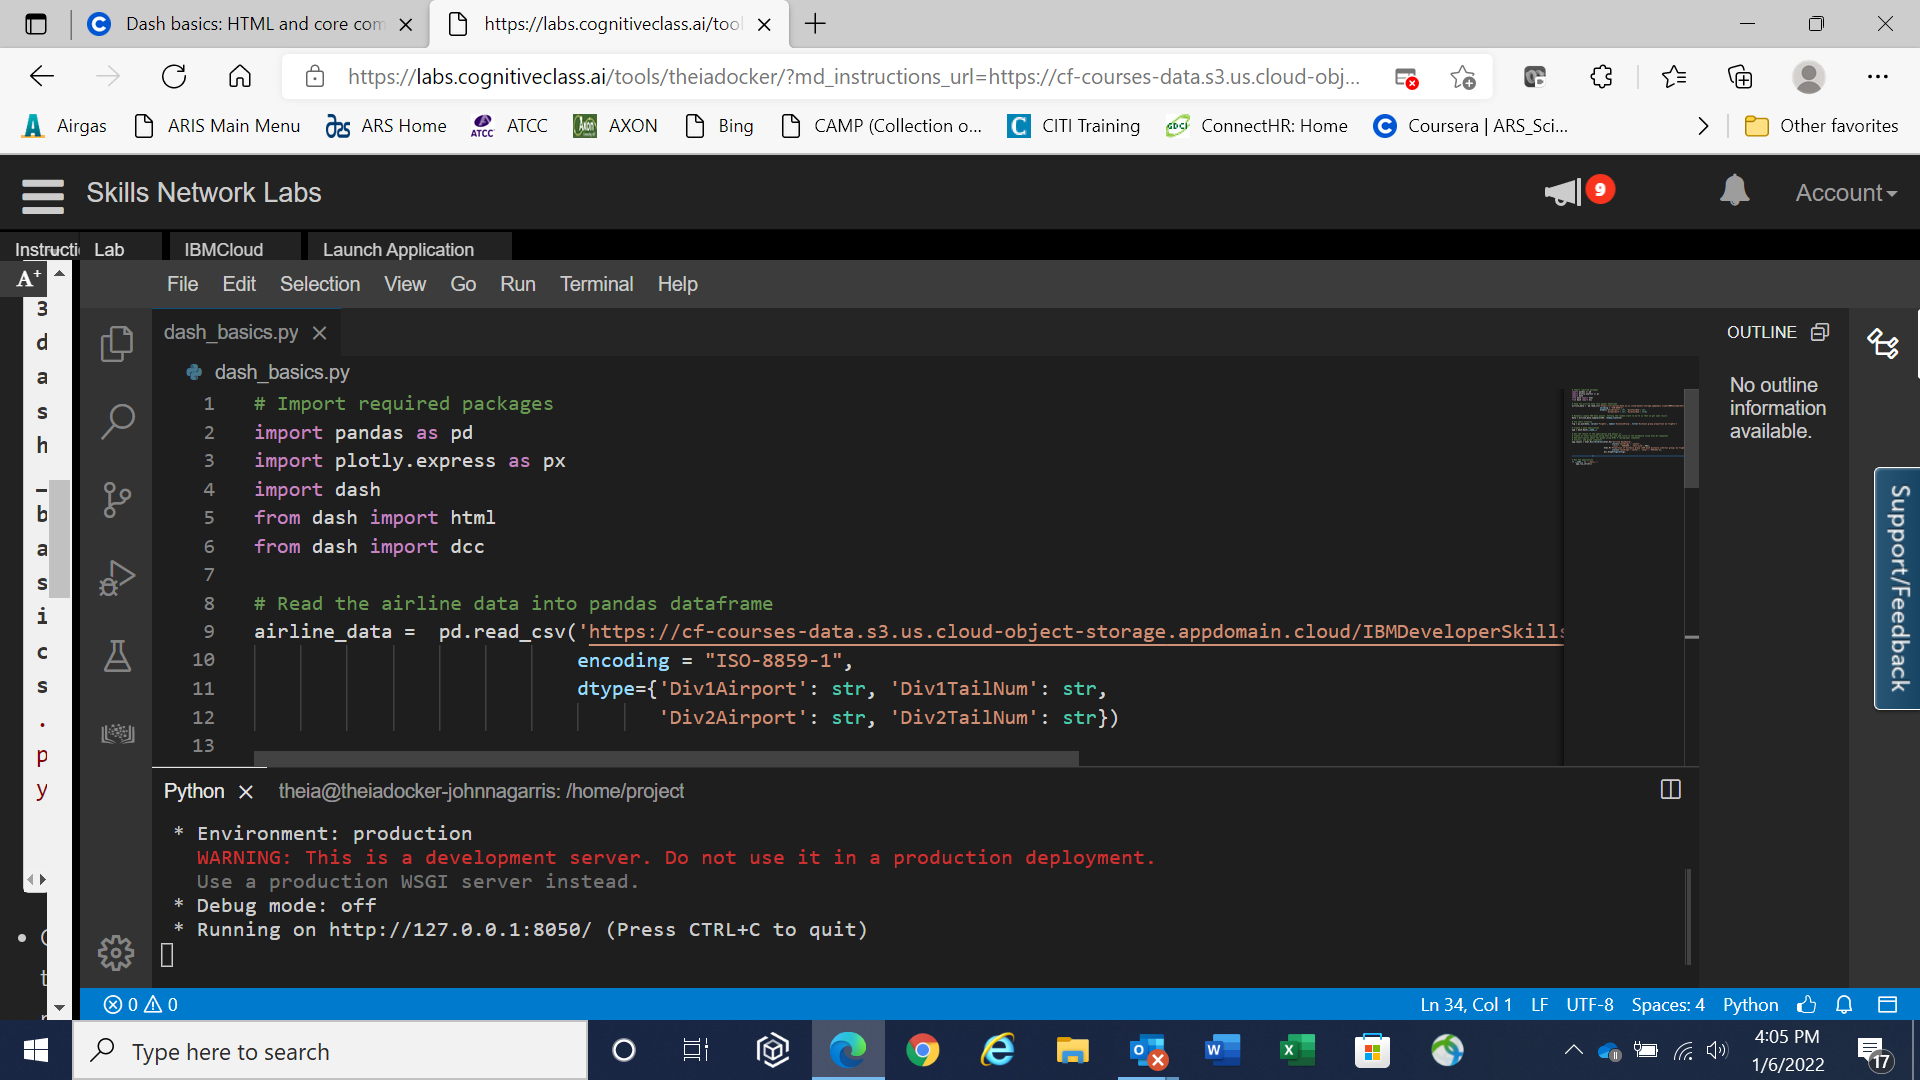 Dash basics: HTML and core com
https://labs.cognitiveclass.ai/tool
https://labs.cognitiveclass.ai/tools/theiadocker/?md_instructions_url=https://cf-courses-data.s3.us.cloud-obj...
Airgas
ARIS Main Menu
ARS Home
ATCC
AXON
Bing
CAMP (Collection o...
CITI Training
ConnectHR: Home
Coursera | ARS_Sci...
Other favorites
Skills Network Labs
9
Account
Instructi
Lab
IBMCloud
Launch Application
A+
File Edit Selection View Go Run Terminal Help
3
d
a
s
h
_
b
a
s
i
c
s
.
p
y
dash_basics.py
OUTLINE
No outline
information
available.
dash_basics.py
1 # Import required packages
2 import pandas as pd
3 import plotly.express as px
4 import dash
5 from dash import html
6 from dash import dcc
7
8 # Read the airline data into pandas dataframe
9 airline_data =  pd.read_csv('https://cf-courses-data.s3.us.cloud-object-storage.appdomain.cloud/IBMDeveloperSkills
10 encoding = "ISO-8859-1",
11 dtype={'Div1Airport': str, 'Div1TailNum': str,
12 'Div2Airport': str, 'Div2TailNum': str})
13
Support/Feedback
Python
theia@theiadocker-johnnagarris: /home/project
* Environment: production
WARNING: This is a development server. Do not use it in a production deployment.
Use a production WSGI server instead.
* Debug mode: off
* Running on http://127.0.0.1:8050/ (Press CTRL+C to quit)
0 0
Ln 34, Col 1 LF UTF-8 Spaces: 4 Python
Type here to search
4:05 PM
1/6/2022
17